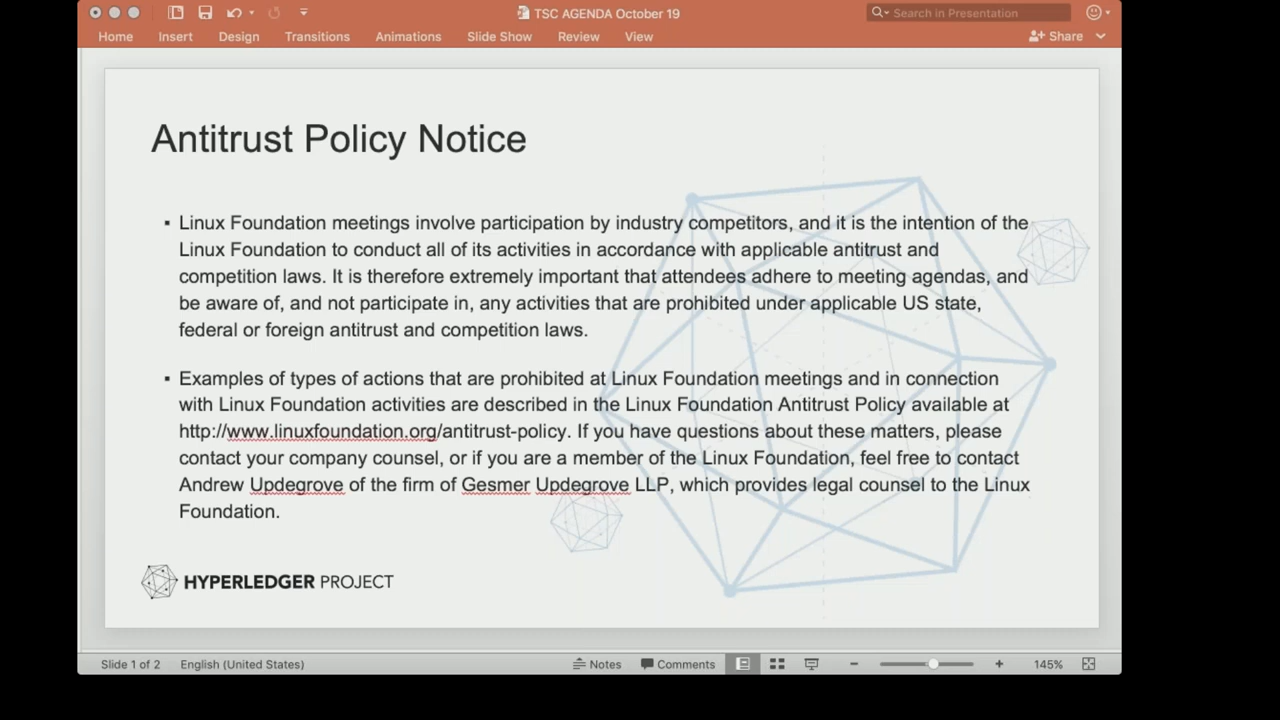 TSC AGENDA October 19
Search in Presentation
Home Insert Design Transitions Animations Slide Show Review View Share
Antitrust Policy Notice
▪ Linux Foundation meetings involve participation by industry competitors, and it is the intention of the
Linux Foundation to conduct all of its activities in accordance with applicable antitrust and
competition laws. It is therefore extremely important that attendees adhere to meeting agendas, and
be aware of, and not participate in, any activities that are prohibited under applicable US state,
federal or foreign antitrust and competition laws.
▪ Examples of types of actions that are prohibited at Linux Foundation meetings and in connection
with Linux Foundation activities are described in the Linux Foundation Antitrust Policy available at
http://www.linuxfoundation.org/antitrust-policy. If you have questions about these matters, please
contact your company counsel, or if you are a member of the Linux Foundation, feel free to contact
Andrew Updegrove of the firm of Gesmer Updegrove LLP, which provides legal counsel to the Linux
Foundation.
HYPERLEDGER PROJECT
Slide 1 of 2 English (United States) Notes Comments 145%